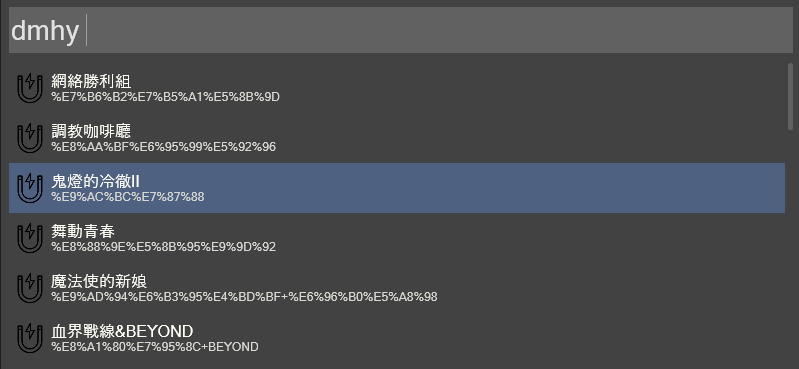 dmhy
網絡勝利組
%E7%B6%B2%E7%B5%A1%E5%8B%9D
調教咖啡廳
%E8%AA%BF%E6%95%99%E5%92%96
鬼燈的冷徹II
%E9%AC%BC%E7%87%88
舞動青春
%E8%88%9E%E5%8B%95%E9%9D%92
魔法使的新娘
%E9%AD%94%E6%B3%95%E4%BD%BF+%E6%96%B0%E5%A8%98
血界戰線&BEYOND
%E8%A1%80%E7%95%8C+BEYOND